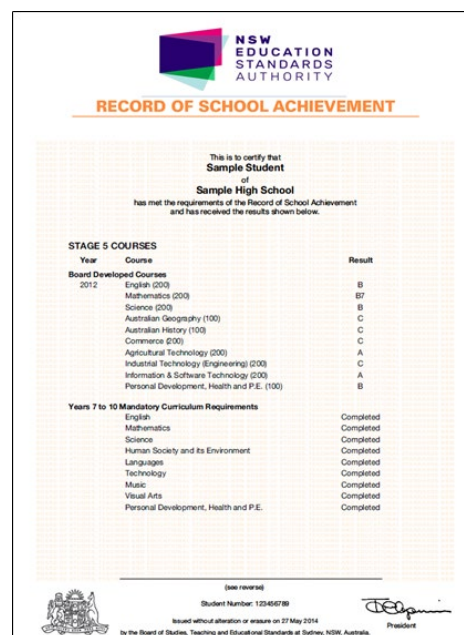 NSW
EDUCATION
STANDARDS
AUTHORITY
RECORD OF SCHOOL ACHIEVEMENT
This is to certify that
Sample Student
of
Sample High School
has met the requirements of the Record of School Achievement
and has received the results shown below.
STAGE 5 COURSES
Year Course Result
Board Developed Courses
2012 English (200) B
Mathematics (200) B7
Science (200) B
Australian Geography (100) C
Australian History (100) C
Commerce (200) C
Agricultural Technology (200) A
Industrial Technology (Engineering) (200) C
Information & Software Technology (200) A
Personal Development, Health and P.E. (100) B
Years 7 to 10 Mandatory Curriculum Requirements
English Completed
Mathematics Completed
Science Completed
Human Society and its Environment Completed
Languages Completed
Technology Completed
Music Completed
Visual Arts Completed
Personal Development, Health and P.E. Completed
(see reverse)
Student Number: 123456789
Issued without alteration or erasure on 27 May 2014
President
by the Board of Studies, Teaching and Educational Standards at Sydney, NSW, Australia.